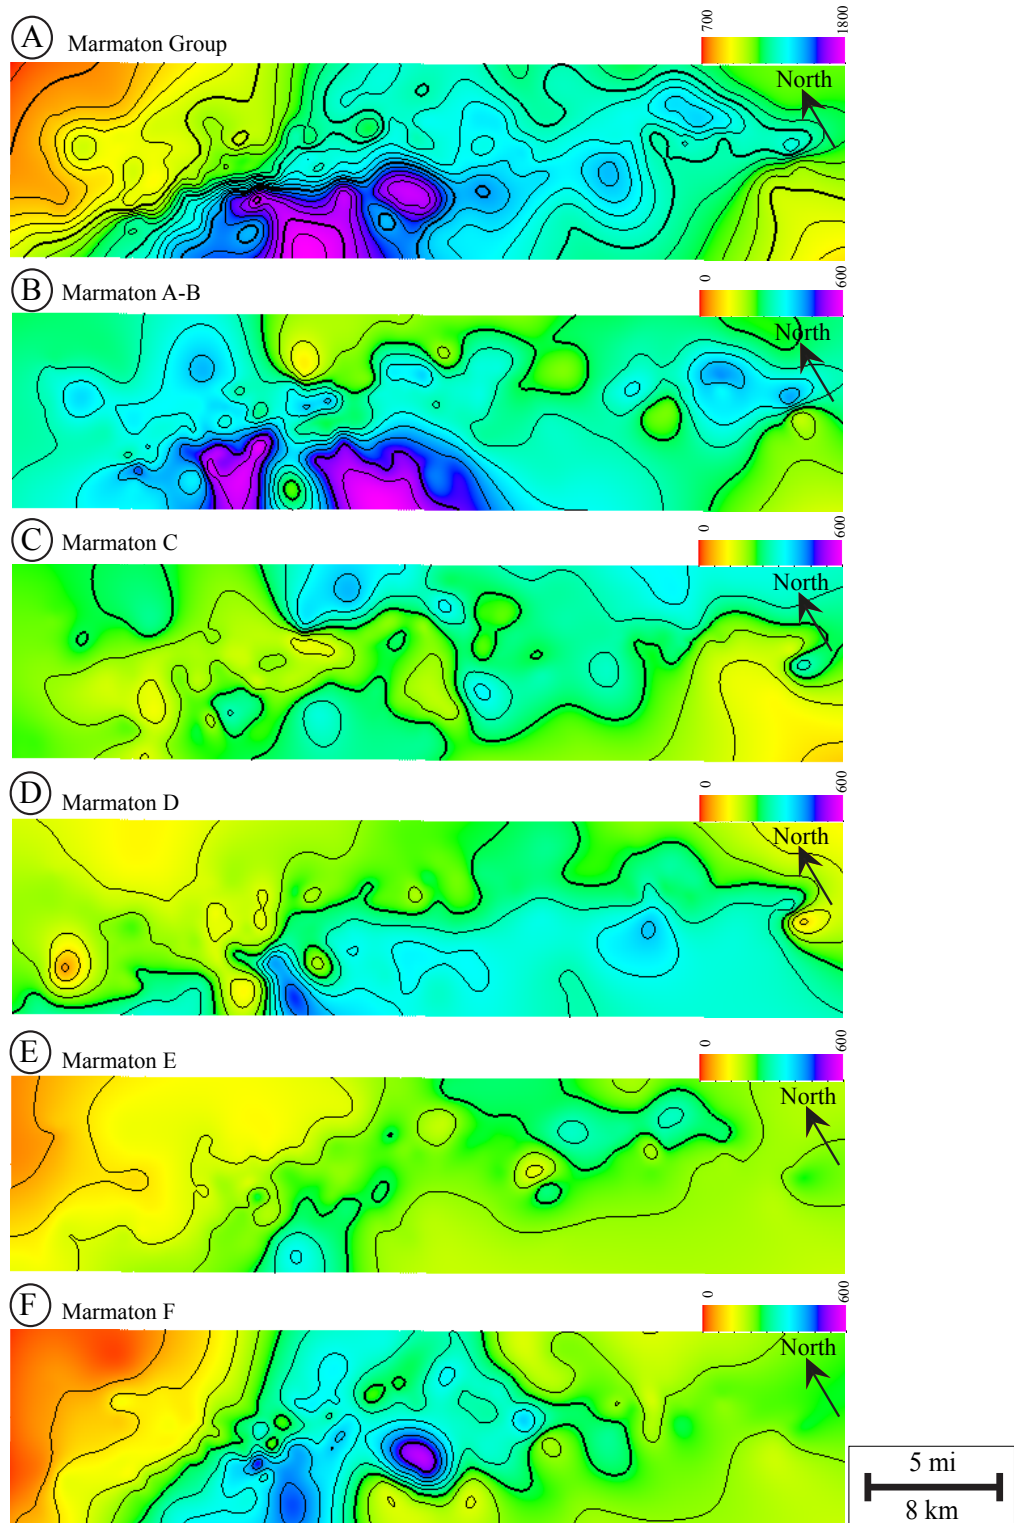 A Marmaton Group
700 1800
North
B Marmaton A-B
0 600
North
C Marmaton C
0 600
North
D Marmaton D
0 600
North
E Marmaton E
0 600
North
F Marmaton F
0 600
North
5 mi
8 km